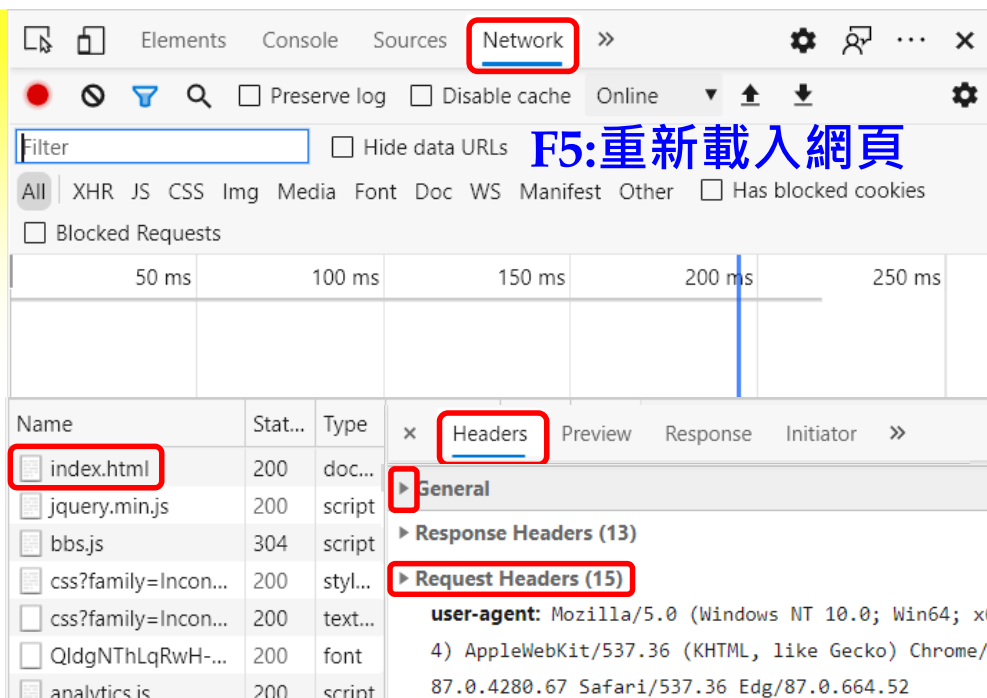 Elements Console Sources Network
Preserve log Disable cache Online
Filter Hide data URLs F5:重新載入網頁
All XHR JS CSS Img Media Font Doc WS Manifest Other Has blocked cookies
Blocked Requests
50 ms 100 ms 150 ms 200 ms 250 ms
Name Stat... Type Headers Preview Response Initiator
index.html 200 doc...
General
jquery.min.js 200 script
Response Headers (13)
bbs.js 304 script
css?family=Incon... 200 styl...
Request Headers (15)
css?family=Incon... 200 text...
user-agent: Mozilla/5.0 (Windows NT 10.0; Win64; x
QldgNThLqRwH-... 200 font
4) AppleWebKit/537.36 (KHTML, like Gecko) Chrome/
analytics.js 200 script
87.0.4280.67 Safari/537.36 Edg/87.0.664.52